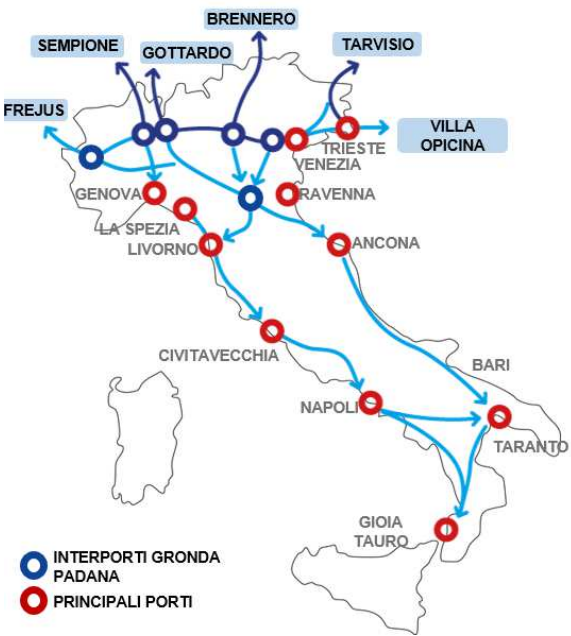 BRENNERO
SEMPIONE
GOTTARDO
TARVISIO
FREJUS
VILLA
OPICINA
TRIESTE
VENEZIA
GENOVA
RAVENNA
LA SPEZIA
LIVORNO
ANCONA
CIVITAVECCHIA
BARI
NAPOLI
TARANTO
GIOIA
TAURO
INTERPORTI GRONDA
PADANA
PRINCIPALI PORTI